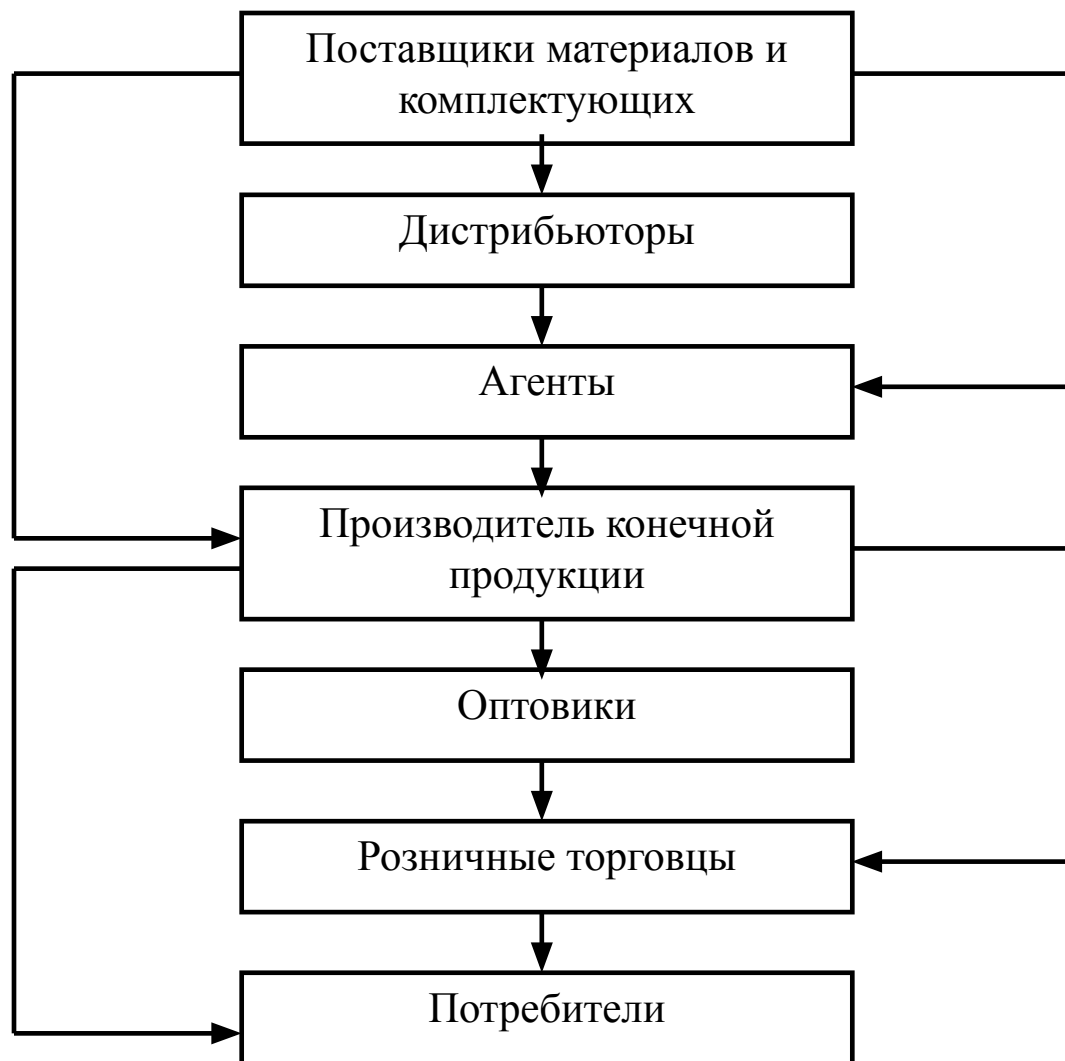 Поставщики материалов и
комплектующих
Дистрибьюторы
Агенты
Производитель конечной
продукции
Оптовики
Розничные торговцы
Потребители